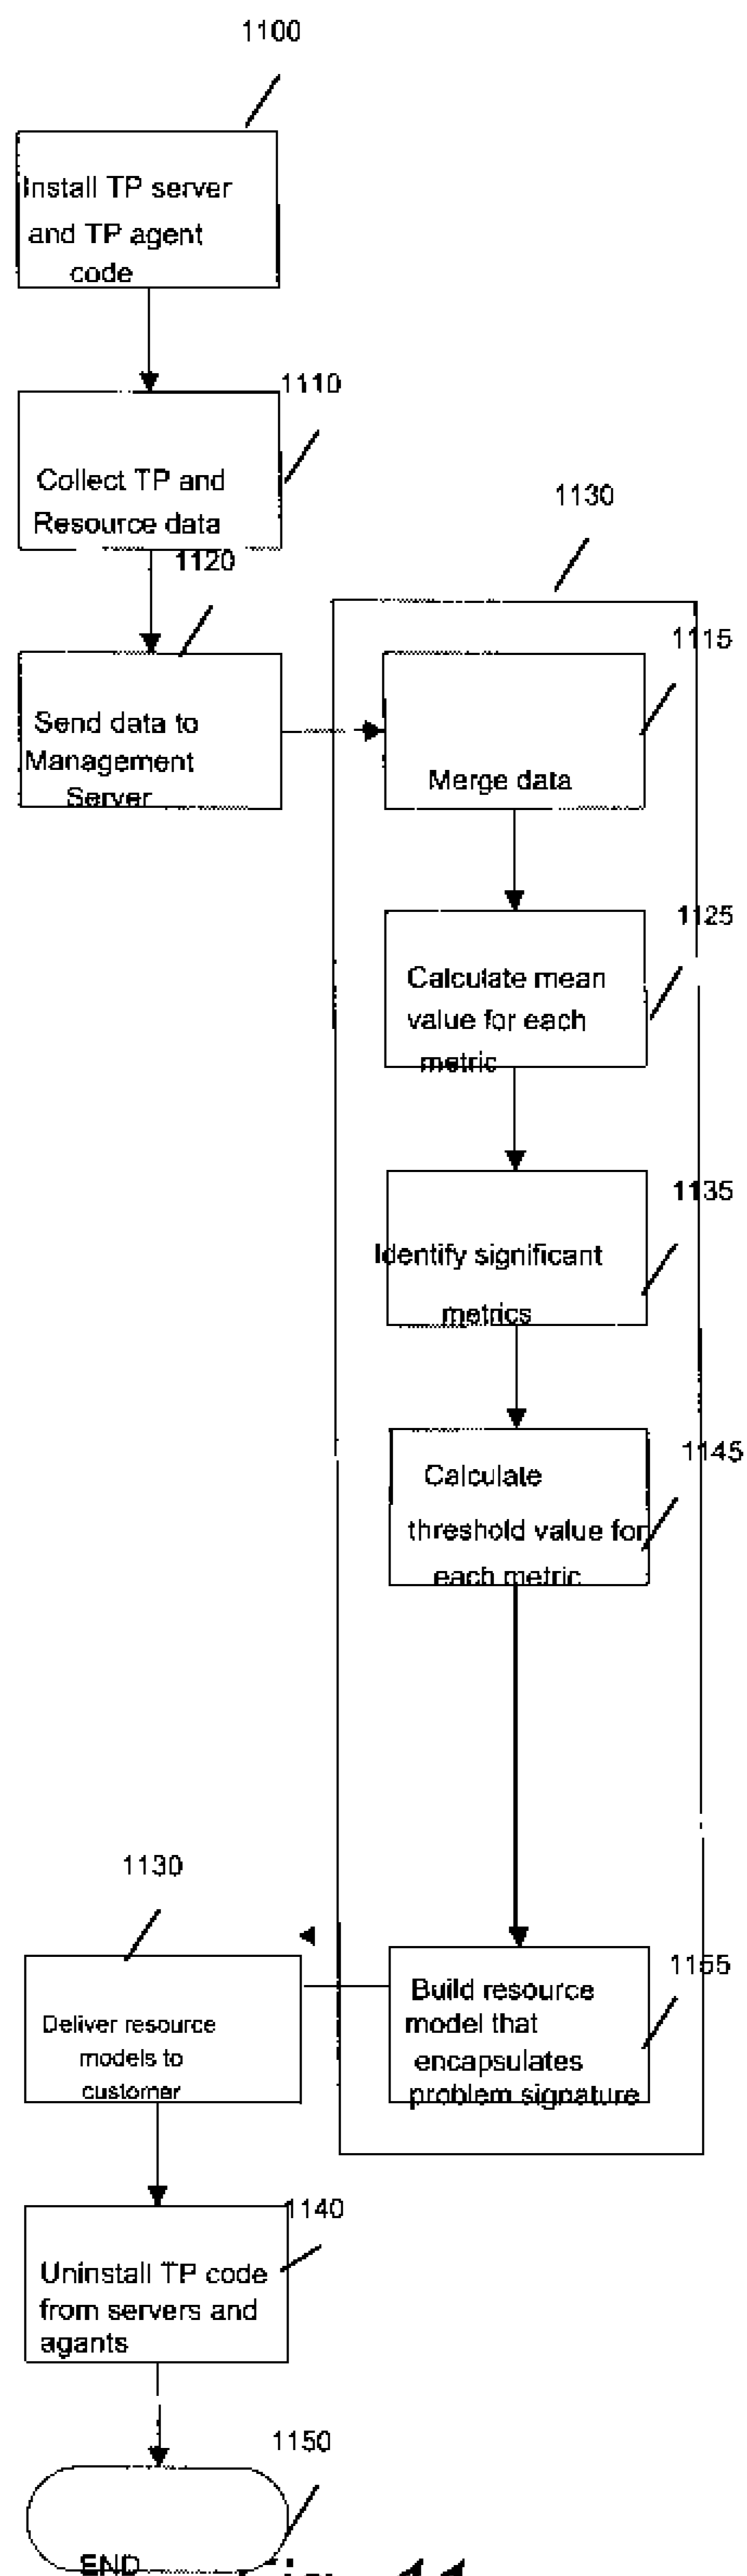 1100
Install TP server
and TP agent
code
1110
Collect TP and
Resource data
1120
Send data to
Management
Server
1130
1115
Merge data
1125
Calculate mean
value for each
metric
1135
Identify significant
metrics
1145
Calculate
threshold value for
each metric
1155
Build resource
model that
encapsulates
problem signature
1130
Deliver resource
models to
customer
1140
Uninstall TP code
from servers and
agants
1150
END